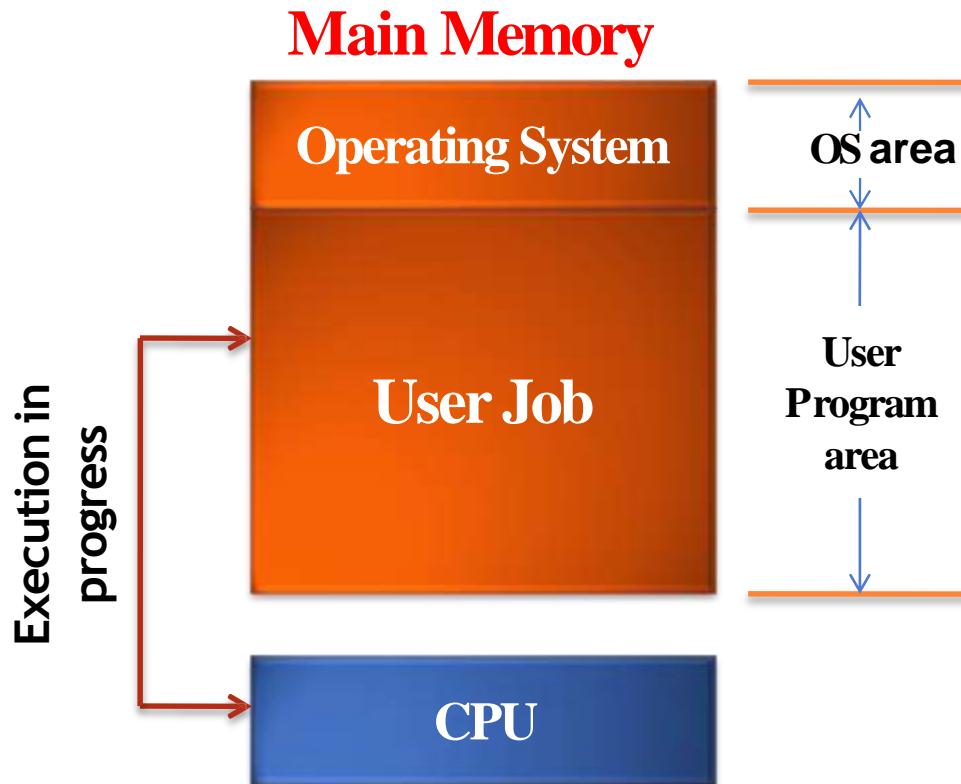 Main Memory
Operating System
OS area
User Job
User
Program
area
Execution in
progress
CPU